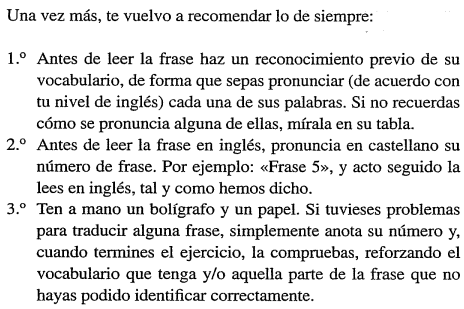 Una vez más, te vuelvo a recomendar lo de siempre:
1.º Antes de leer la frase haz un reconocimiento previo de su
vocabulario, de forma que sepas pronunciar (de acuerdo con
tu nivel de inglés) cada una de sus palabras. Si no recuerdas
cómo se pronuncia alguna de ellas, mírala en su tabla.
2.º Antes de leer la frase en inglés, pronuncia en castellano su
número de frase. Por ejemplo: «Frase 5», y acto seguido la
lees en inglés, tal y como hemos dicho.
3.º Ten a mano un bolígrafo y un papel. Si tuvieses problemas
para traducir alguna frase, simplemente anota su número y,
cuando termines el ejercicio, la compruebas, reforzando el
vocabulario que tenga y/o aquella parte de la frase que no
hayas podido identificar correctamente.